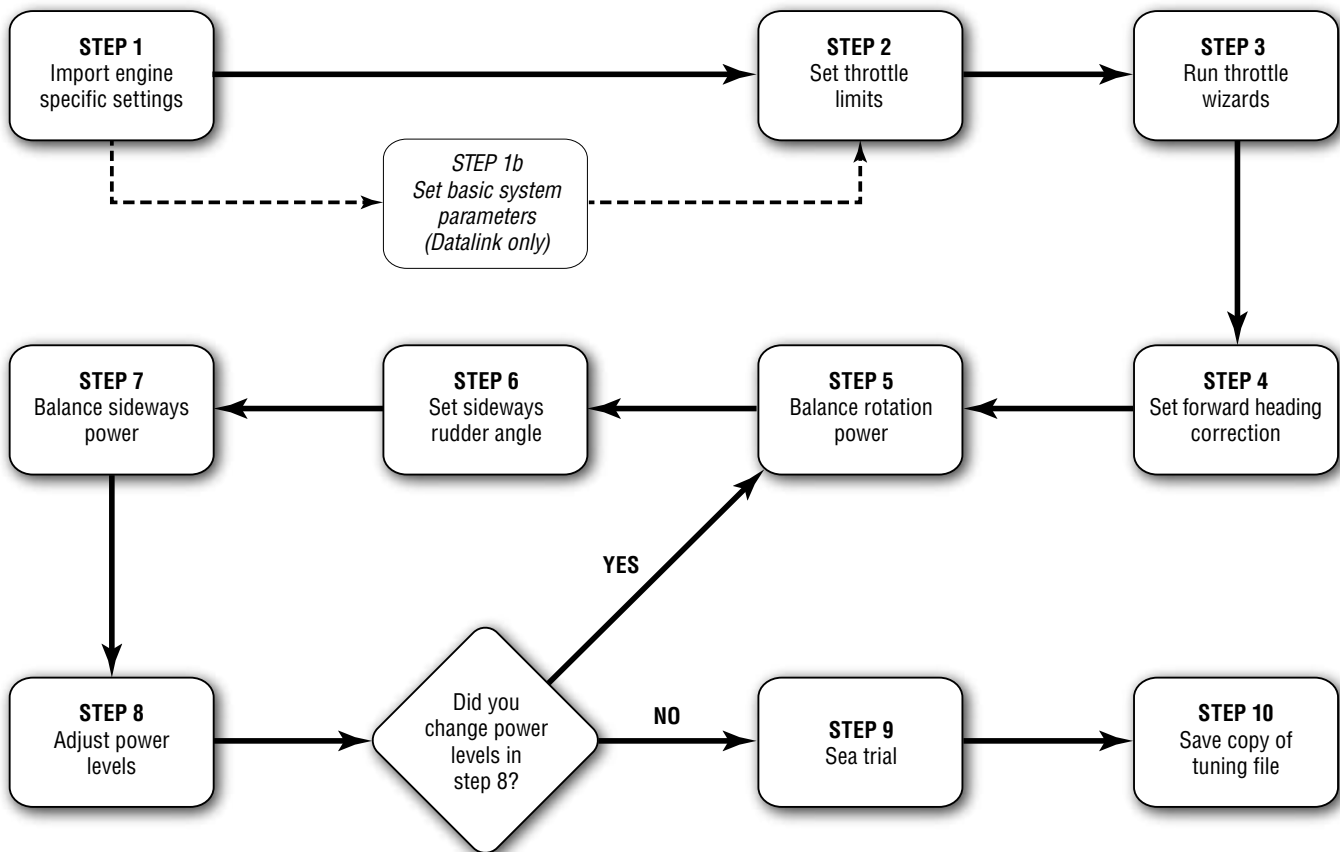 STEP 1
Import engine
specific settings
STEP 2
Set throttle
limits
STEP 3
Run throttle
wizards
STEP 1b
Set basic system
parameters
(Datalink only)
STEP 4
Set forward heading
correction
STEP 5
Balance rotation
power
STEP 6
Set sideways
rudder angle
STEP 7
Balance sideways
power
STEP 8
Adjust power
levels
Did you
change power
levels in
step 8?
YES
NO
STEP 9
Sea trial
STEP 10
Save copy of
tuning file